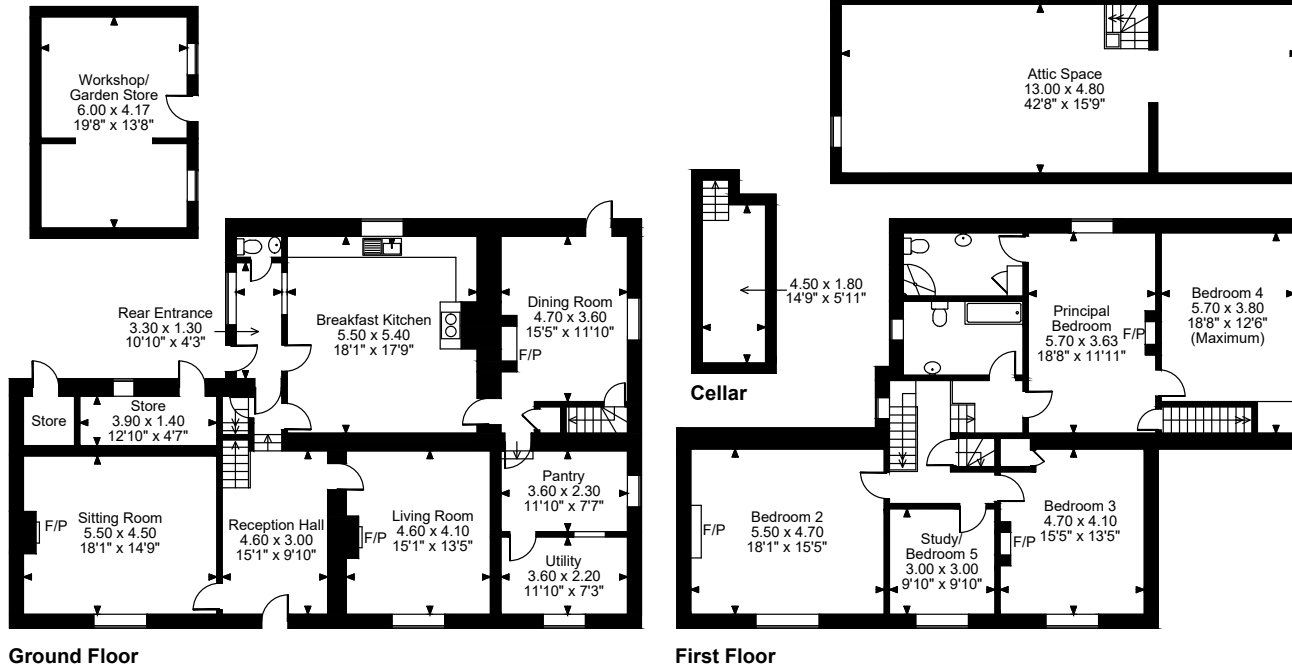 Workshop/
Garden Store
6.00 x 4.17
19'8" x 13'8"
Attic Space
13.00 x 4.80
42'8" x 15'9"
4.50 x 1.80
14'9" x 5'11"
Cellar
Rear Entrance
3.30 x 1.30
10'10" x 4'3"
Breakfast Kitchen
5.50 x 5.40
18'1" x 17'9"
Dining Room
4.70 x 3.60
15'5" x 11'10"
F/P
Store
Store
3.90 x 1.40
12'10" x 4'7"
Sitting Room
5.50 x 4.50
18'1" x 14'9"
F/P
Reception Hall
4.60 x 3.00
15'1" x 9'10"
Living Room
4.60 x 4.10
15'1" x 13'5"
F/P
Pantry
3.60 x 2.30
11'10" x 7'7"
Utility
3.60 x 2.20
11'10" x 7'3"
Ground Floor
Principal
Bedroom
5.70 x 3.63
18'8" x 11'11"
F/P
Bedroom 4
5.70 x 3.80
18'8" x 12'6"
(Maximum)
Bedroom 2
5.50 x 4.70
18'1" x 15'5"
F/P
Study/
Bedroom 5
3.00 x 3.00
9'10" x 9'10"
Bedroom 3
4.70 x 4.10
15'5" x 13'5"
F/P
First Floor